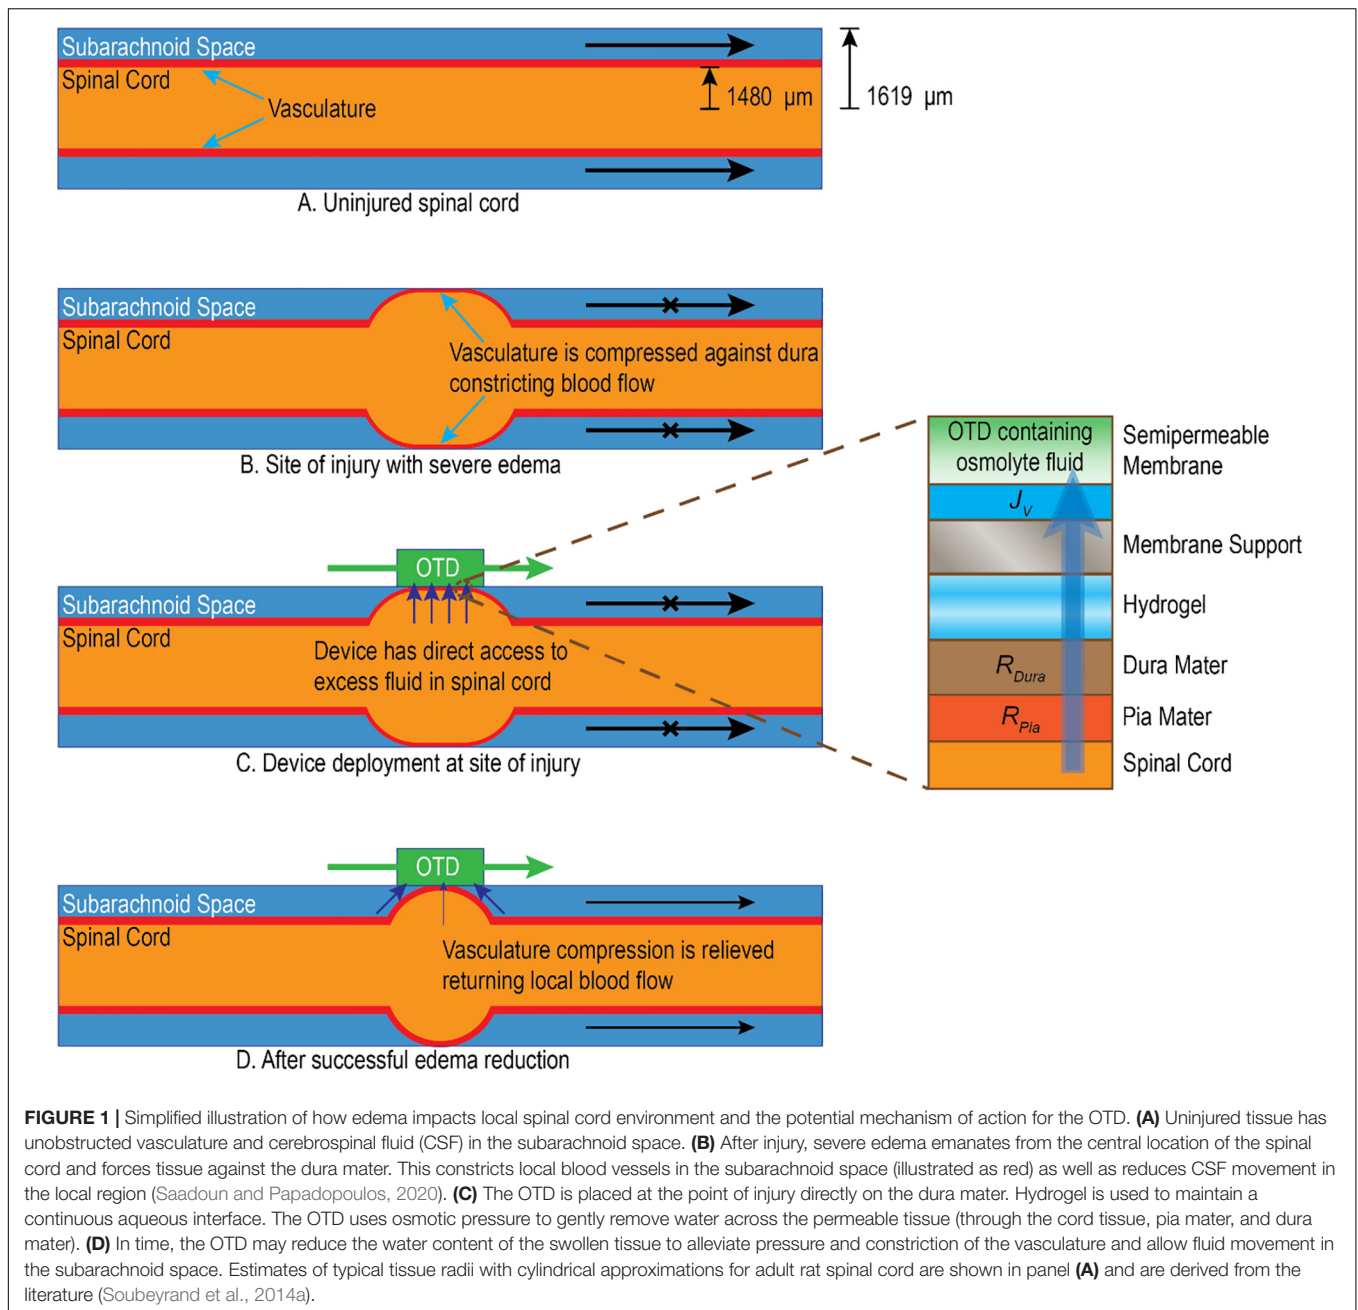 Subarachnoid Space
Spinal Cord
Vasculature
1480 μm
1619 μm
A. Uninjured spinal cord
Subarachnoid Space
Spinal Cord
Vasculature is compressed against dura
constricting blood flow
B. Site of injury with severe edema
OTD
Subarachnoid Space
Spinal Cord
Device has direct access to
excess fluid in spinal cord
C. Device deployment at site of injury
OTD containing
osmolyte fluid
Semipermeable
Membrane
JV
Membrane Support
Hydrogel
RDura
Dura Mater
RPia
Pia Mater
Spinal Cord
OTD
Subarachnoid Space
Spinal Cord
Vasculature compression is relieved
returning local blood flow
D. After successful edema reduction
FIGURE 1 | Simplified illustration of how edema impacts local spinal cord environment and the potential mechanism of action for the OTD. (A) Uninjured tissue has
unobstructed vasculature and cerebrospinal fluid (CSF) in the subarachnoid space. (B) After injury, severe edema emanates from the central location of the spinal
cord and forces tissue against the dura mater. This constricts local blood vessels in the subarachnoid space (illustrated as red) as well as reduces CSF movement in
the local region (Saadoun and Papadopoulos, 2020). (C) The OTD is placed at the point of injury directly on the dura mater. Hydrogel is used to maintain a
continuous aqueous interface. The OTD uses osmotic pressure to gently remove water across the permeable tissue (through the cord tissue, pia mater, and dura
mater). (D) In time, the OTD may reduce the water content of the swollen tissue to alleviate pressure and constriction of the vasculature and allow fluid movement in
the subarachnoid space. Estimates of typical tissue radii with cylindrical approximations for adult rat spinal cord are shown in panel (A) and are derived from the
literature (Soubeyrand et al., 2014a).